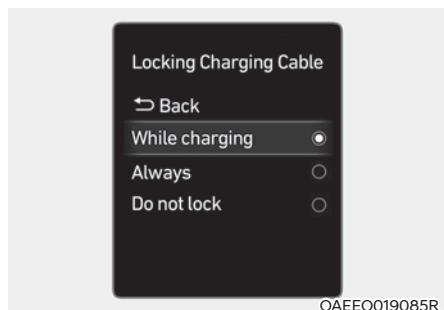 Locking Charging Cable
Back
While charging
Always
Do not lock
OAEEQ019085R